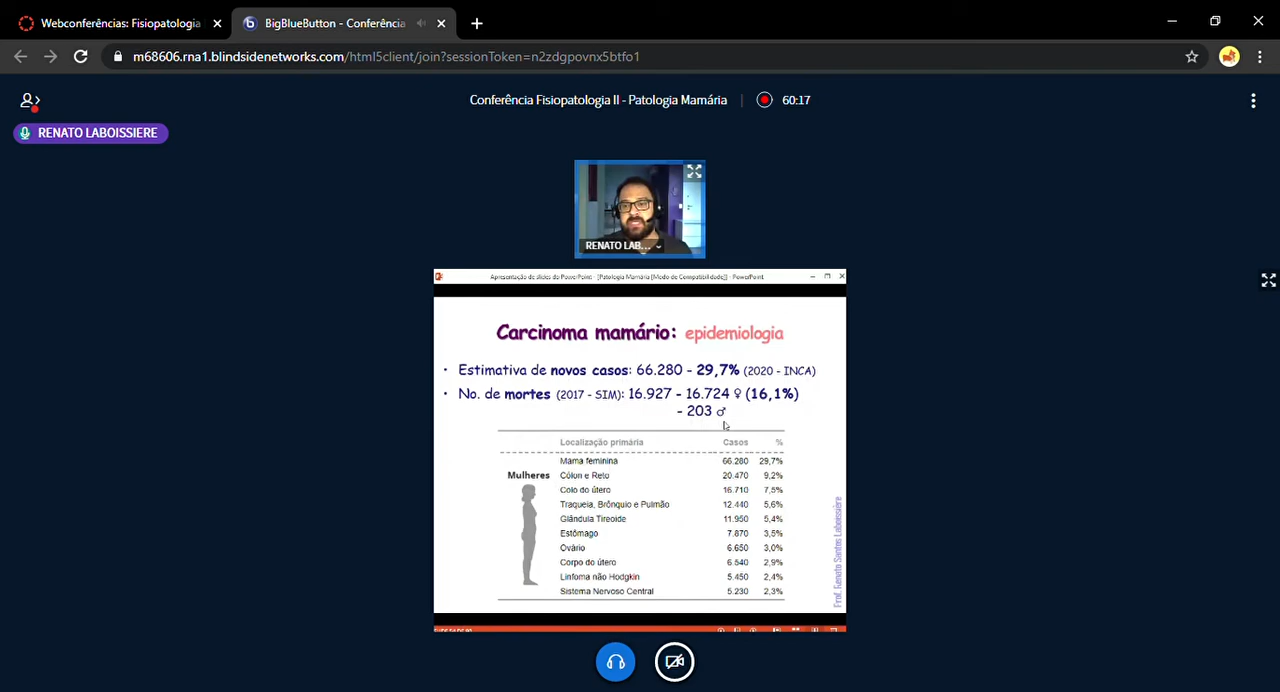 Webconferências: Fisiopatologia
BigBlueButton - Conferência
m68606.rna1.blindsidenetworks.com/html5client/join?sessionToken=n2zdgpovnx5btfo1
Conferência Fisiopatologia II - Patologia Mamária
60:17
RENATO LABOISSIERE
RENATO LAB...
Apresentação de slides do PowerPoint - [Patologia Mamária [Modo de Compatibilidade]] - PowerPoint
Carcinoma mamário: epidemiologia
• Estimativa de novos casos: 66.280 - 29,7% (2020 - INCA)
• No. de mortes (2017 - SIM): 16.927 - 16.724 ♀ (16,1%)
- 203 ♂
Localização primária Casos %
Mama feminina 66.280 29,7%
Mulheres Cólon e Reto 20.470 9,2%
Colo do útero 16.710 7,5%
Traqueia, Brônquio e Pulmão 12.440 5,6%
Glândula Tireoide 11.950 5,4%
Estômago 7.870 3,5%
Ovário 6.650 3,0%
Corpo do útero 6.540 2,9%
Linfoma não Hodgkin 5.450 2,4%
Sistema Nervoso Central 5.230 2,3%
Prof. Renato Santos Laboissière